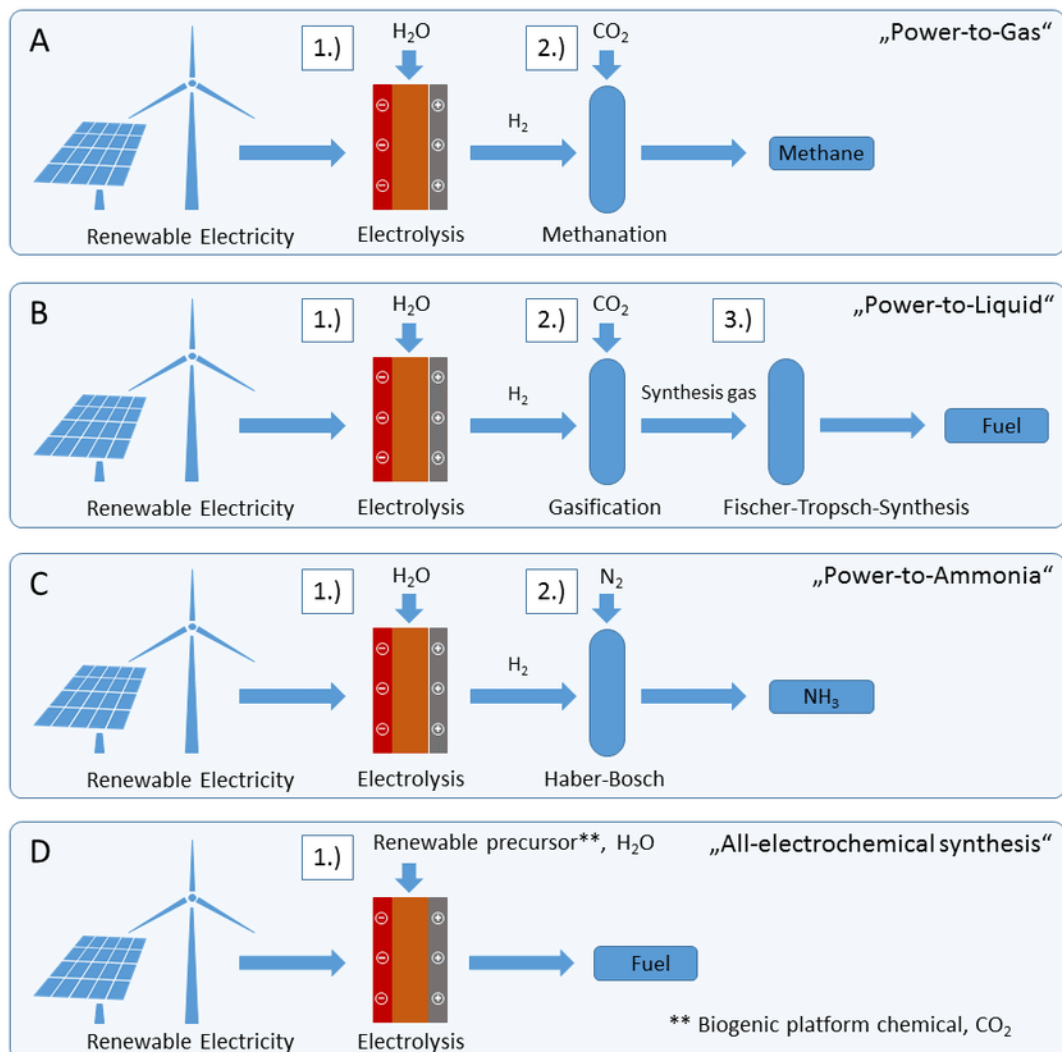 A
1.)
H₂O
2.)
CO₂
„Power-to-Gas“
⊖ ⊕
⊖ ⊕
⊖ ⊕
H₂
Methane
Renewable Electricity
Electrolysis
Methanation
B
1.)
H₂O
2.)
CO₂
3.)
„Power-to-Liquid“
⊖ ⊕
⊖ ⊕
⊖ ⊕
H₂
Synthesis gas
Fuel
Renewable Electricity
Electrolysis
Gasification
Fischer-Tropsch-Synthesis
C
1.)
H₂O
2.)
N₂
„Power-to-Ammonia“
⊖ ⊕
⊖ ⊕
⊖ ⊕
H₂
NH₃
Renewable Electricity
Electrolysis
Haber-Bosch
D
1.)
Renewable precursor**, H₂O
„All-electrochemical synthesis“
⊖ ⊕
⊖ ⊕
⊖ ⊕
Fuel
Renewable Electricity
Electrolysis
** Biogenic platform chemical, CO₂